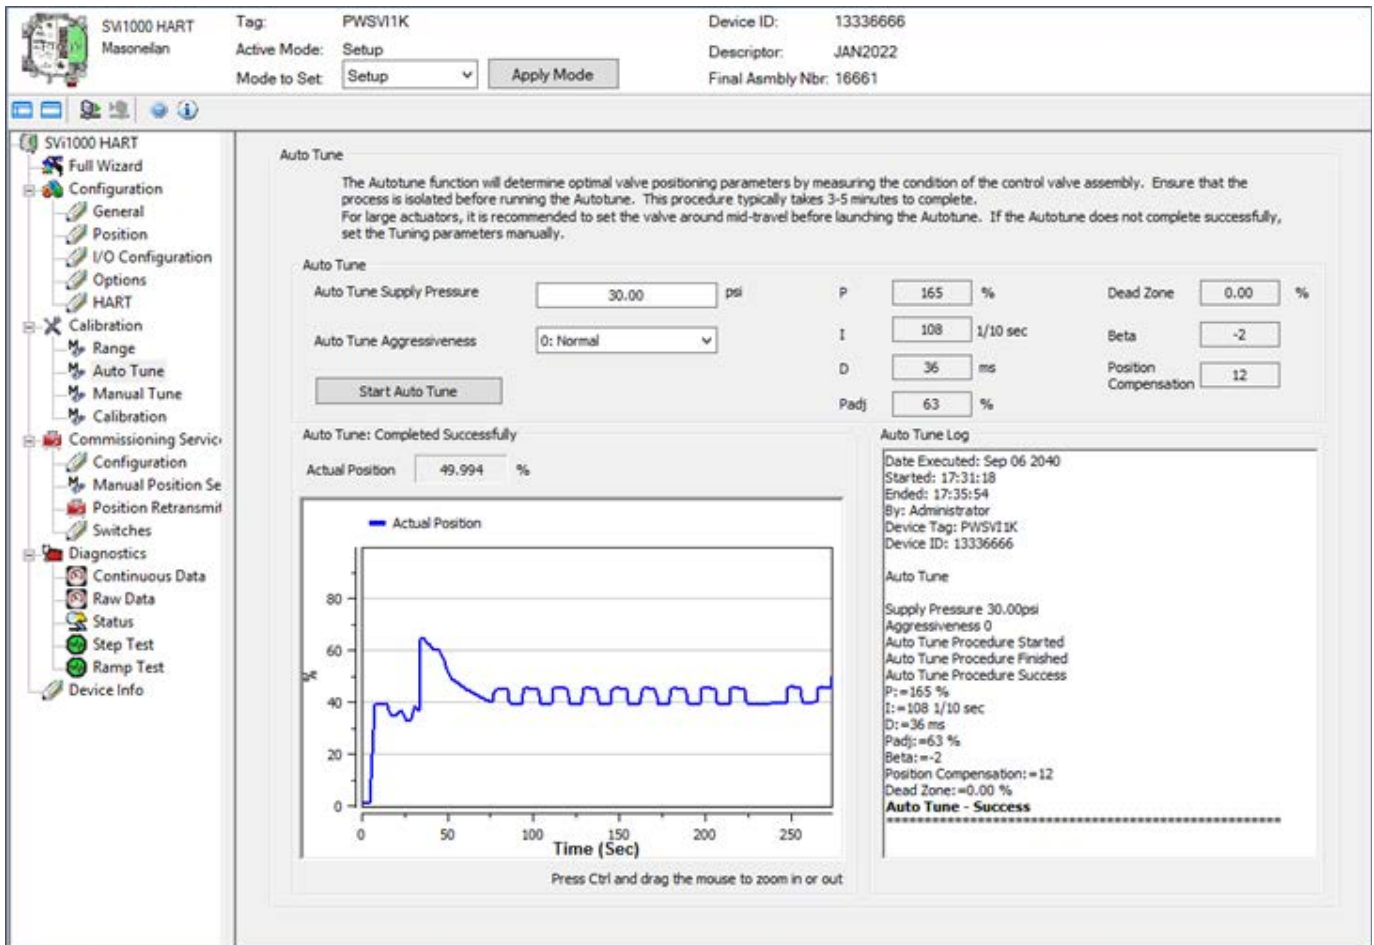 SVi1000 HART
Masoneilan
Tag: PWSVI1K
Active Mode: Setup
Mode to Set: Setup Apply Mode
Device ID: 13336666
Descriptor: JAN2022
Final Asmbly Nbr: 16661
SVi1000 HART
Full Wizard
Configuration
General
Position
I/O Configuration
Options
HART
Calibration
Range
Auto Tune
Manual Tune
Calibration
Commissioning Servic
Configuration
Manual Position Se
Position Retransmit
Switches
Diagnostics
Continuous Data
Raw Data
Status
Step Test
Ramp Test
Device Info
Auto Tune
The Autotune function will determine optimal valve positioning parameters by measuring the condition of the control valve assembly. Ensure that the
process is isolated before running the Autotune. This procedure typically takes 3-5 minutes to complete.
For large actuators, it is recommended to set the valve around mid-travel before launching the Autotune. If the Autotune does not complete successfully,
set the Tuning parameters manually.
Auto Tune
Auto Tune Supply Pressure 30.00 psi
Auto Tune Aggressiveness 0: Normal
Start Auto Tune
P 165 %
I 108 1/10 sec
D 36 ms
Padj 63 %
Dead Zone 0.00 %
Beta -2
Position
Compensation 12
Auto Tune: Completed Successfully
Actual Position 49.994 %
Actual Position
%
80
60
40
20
0
0 50 100 150 200 250
Time (Sec)
Press Ctrl and drag the mouse to zoom in or out
Auto Tune Log
Date Executed: Sep 06 2040
Started: 17:31:18
Ended: 17:35:54
By: Administrator
Device Tag: PWSVI1K
Device ID: 13336666
Auto Tune
Supply Pressure 30.00psi
Aggressiveness 0
Auto Tune Procedure Started
Auto Tune Procedure Finished
Auto Tune Procedure Success
P:=165 %
I:=108 1/10 sec
D:=36 ms
Padj:=63 %
Beta:=-2
Position Compensation:=12
Dead Zone:=0.00 %
Auto Tune - Success